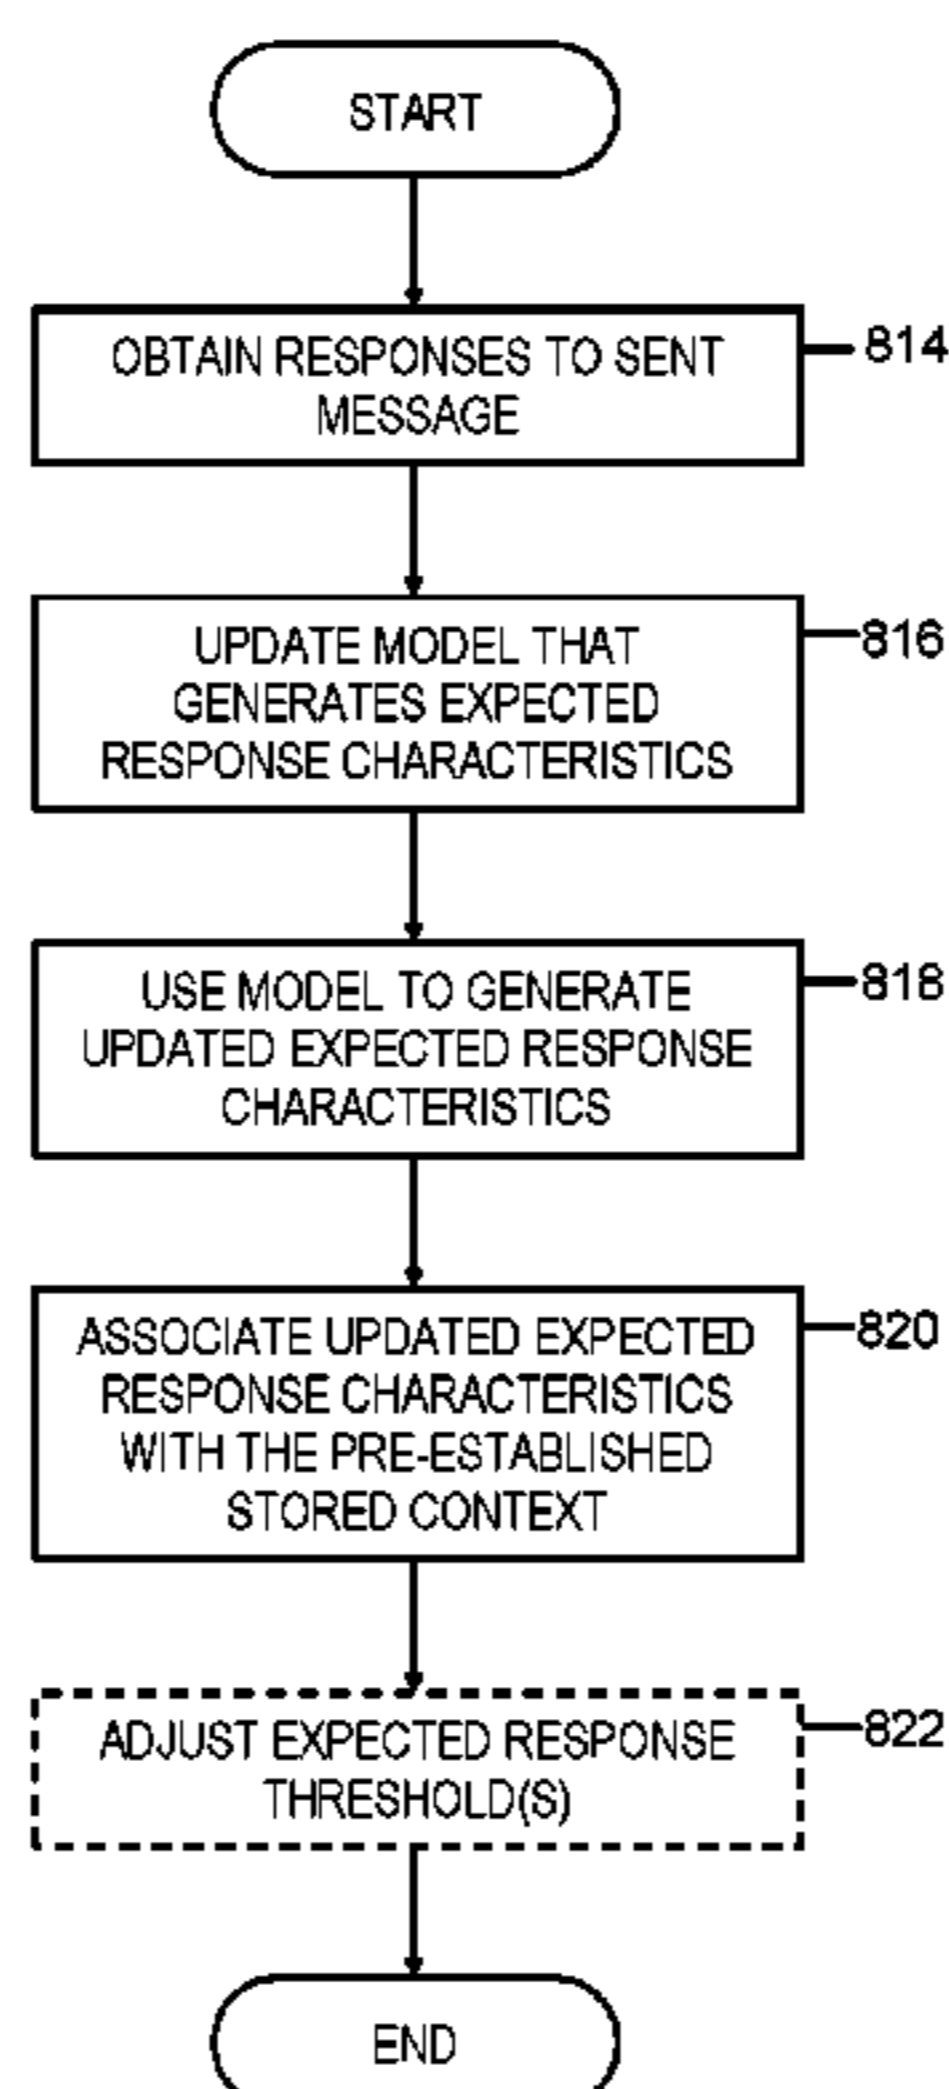 START
OBTAIN RESPONSES TO SENT
MESSAGE
814
UPDATE MODEL THAT
GENERATES EXPECTED
RESPONSE CHARACTERISTICS
816
USE MODEL TO GENERATE
UPDATED EXPECTED RESPONSE
CHARACTERISTICS
818
ASSOCIATE UPDATED EXPECTED
RESPONSE CHARACTERISTICS
WITH THE PRE-ESTABLISHED
STORED CONTEXT
820
ADJUST EXPECTED RESPONSE
THRESHOLD(S)
822
END